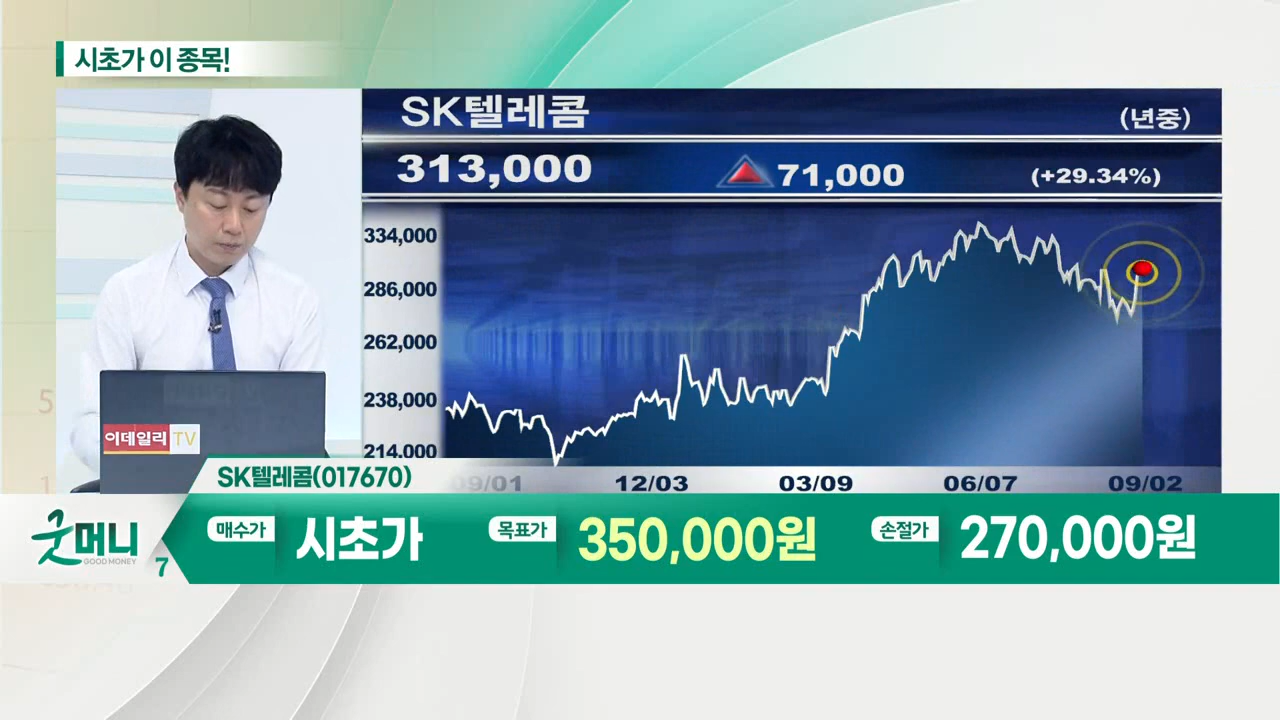 시초가 이 종목!
SK텔레콤
(년중)
313,000 ▲ 71,000 (+29.34%)
334,000
286,000
262,000
238,000
214,000
09/01 12/03 03/09 06/07 09/02
이데일리 TV
SK텔레콤(017670)
굿머니
GOOD MONEY
7
매수가 시초가 목표가 350,000원 손절가 270,000원